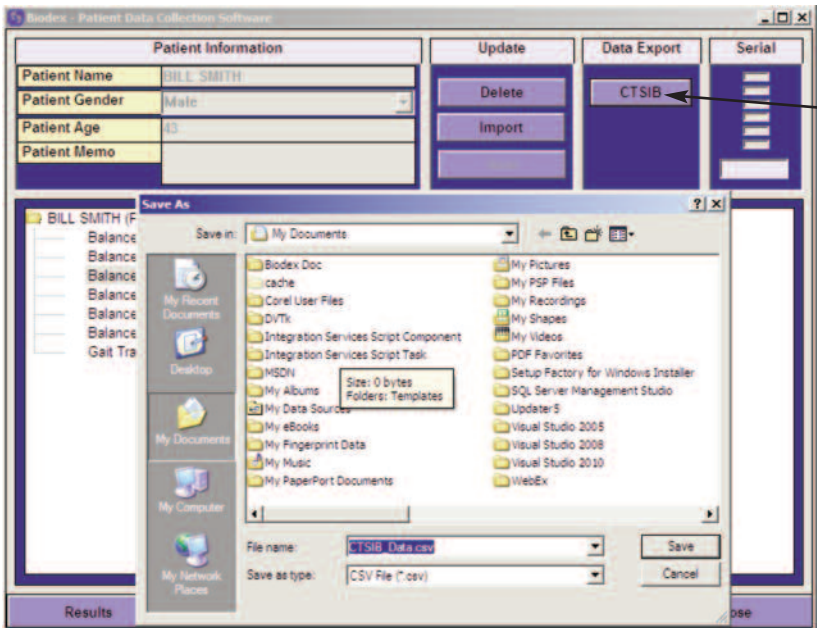 Biodex - Patient Data Collection Software
Patient Information
Update
Data Export
Serial
Patient Name
BILL SMITH
Patient Gender
Male
Patient Age
43
Patient Memo
Delete
Import
CTSIB
BILL SMITH (F
Balance
Balance
Balance
Balance
Balance
Balance
Gait Tra
Save As
Save in:
My Documents
My Recent
Documents
Desktop
My Documents
My Computer
My Network
Places
Biodex Doc
cache
Corel User Files
DVTk
Integration Services Script Component
Integration Services Script Task
MSDN
My Albums
My Data Sources
My eBooks
My Fingerprint Data
My Music
My PaperPort Documents
Size: 0 bytes
Folders: Templates
My Pictures
My PSP Files
My Recordings
My Shapes
My Videos
PDF Favorites
Setup Factory for Windows Installer
SQL Server Management Studio
Updater5
Visual Studio 2005
Visual Studio 2008
Visual Studio 2010
WebEx
File name:
CTSIB_Data.csv
Save
Save as type:
CSV File (*.csv)
Cancel
Results
ose